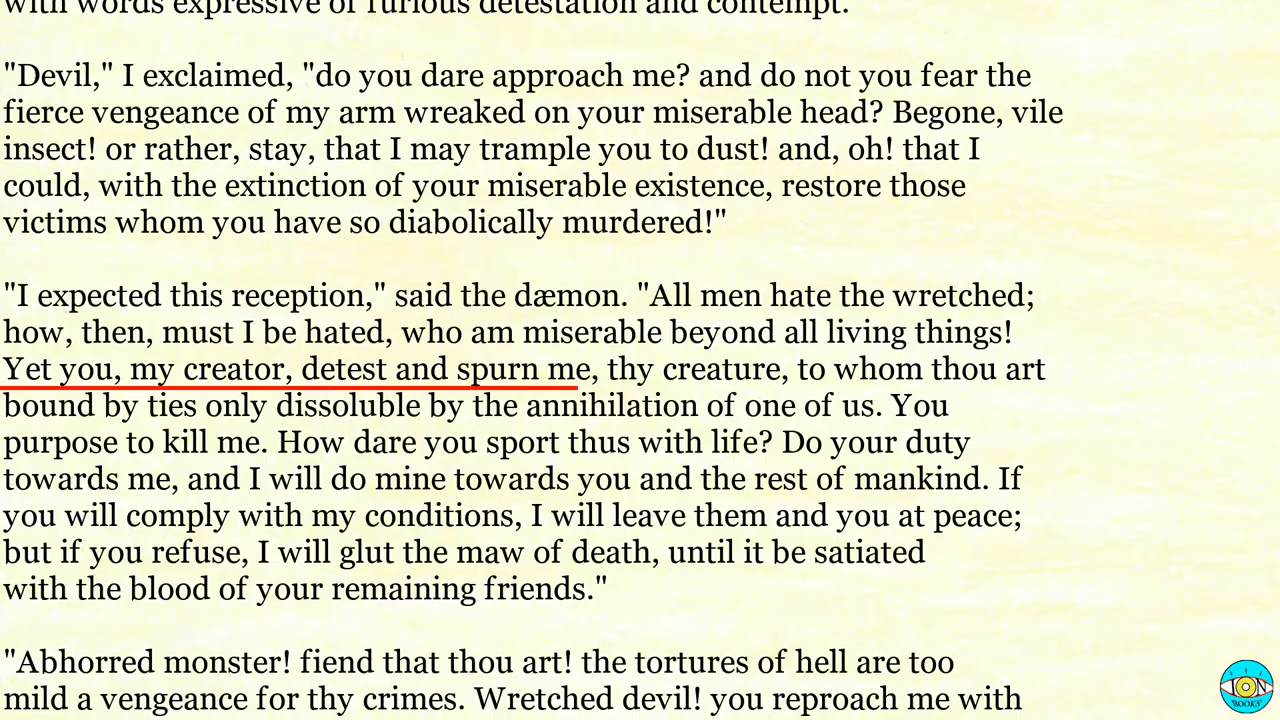 with words expressive of furious detestation and contempt.
"Devil," I exclaimed, "do you dare approach me? and do not you fear the
fierce vengeance of my arm wreaked on your miserable head? Begone, vile
insect! or rather, stay, that I may trample you to dust! and, oh! that I
could, with the extinction of your miserable existence, restore those
victims whom you have so diabolically murdered!"
"I expected this reception," said the dæmon. "All men hate the wretched;
how, then, must I be hated, who am miserable beyond all living things!
Yet you, my creator, detest and spurn me, thy creature, to whom thou art
bound by ties only dissoluble by the annihilation of one of us. You
purpose to kill me. How dare you sport thus with life? Do your duty
towards me, and I will do mine towards you and the rest of mankind. If
you will comply with my conditions, I will leave them and you at peace;
but if you refuse, I will glut the maw of death, until it be satiated
with the blood of your remaining friends."
"Abhorred monster! fiend that thou art! the tortures of hell are too
mild a vengeance for thy crimes. Wretched devil! you reproach me with
ION
BOOKS